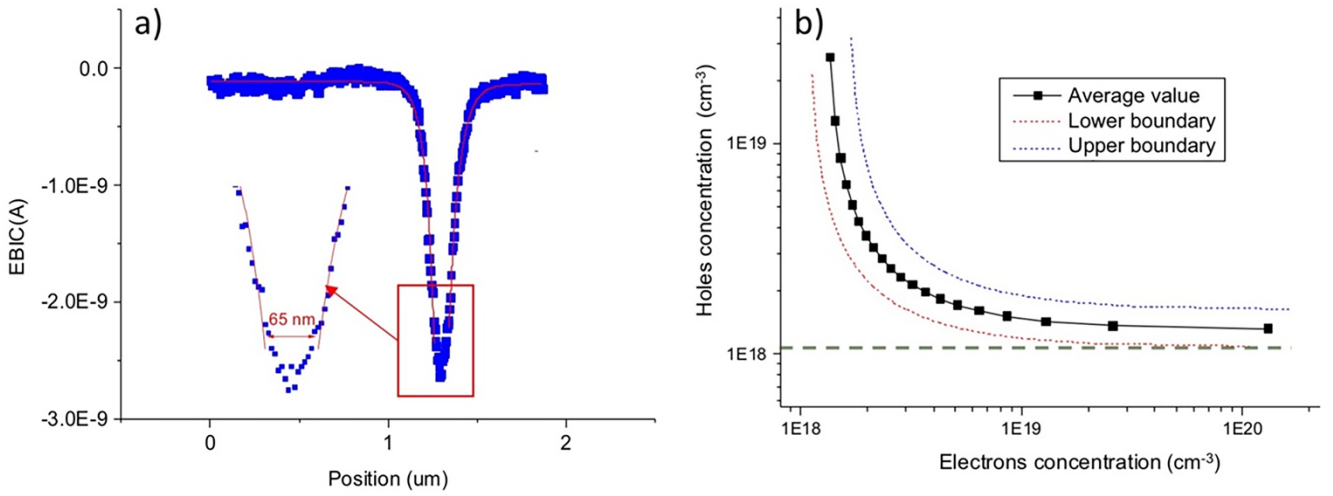 a)
0.0
-1.0E-9
-2.0E-9
-3.0E-9
EBIC(A)
65 nm
0
1
2
Position (um)
b)
Holes concentration (cm-3)
1E19
1E18
Average value
Lower boundary
Upper boundary
1E18
1E19
1E20
Electrons concentration (cm-3)